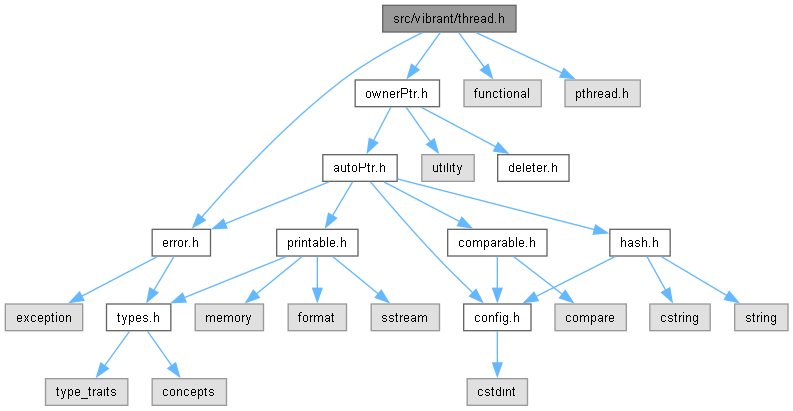 src/vibrant/thread.h
ownerPtr.h
functional
pthread.h
autoPtr.h
utility
deleter.h
error.h
printable.h
comparable.h
hash.h
exception
types.h
memory
format
sstream
config.h
compare
cstring
string
type_traits
concepts
cstdint